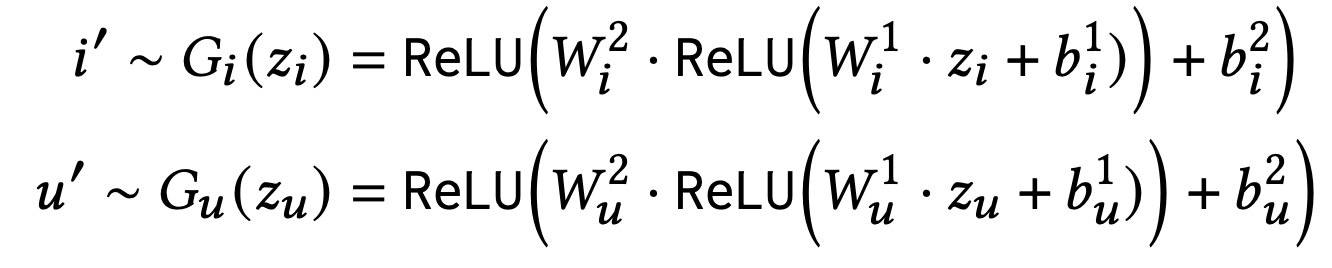 i′ ∼ G_i(z_i) = ReLU(W_i^2 · ReLU(W_i^1 · z_i + b_i^1)) + b_i^2)
u′ ∼ G_u(z_u) = ReLU(W_u^2 · ReLU(W_u^1 · z_u + b_u^1)) + b_u^2)